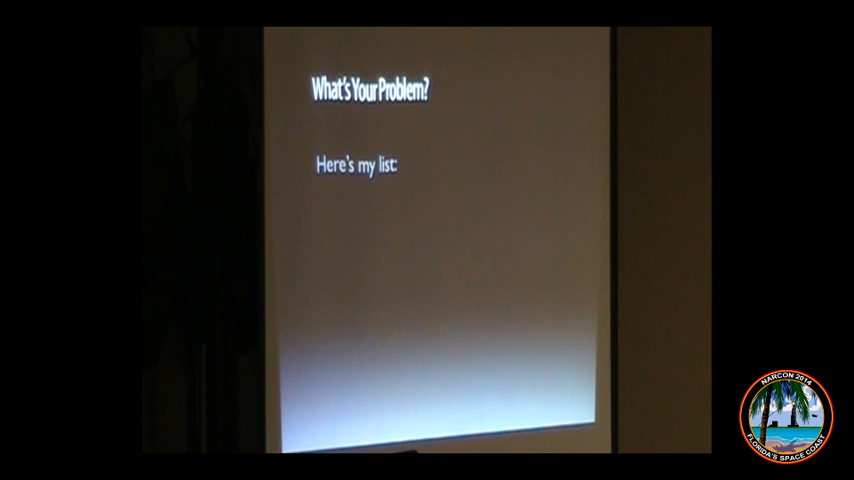 What's Your Problem?
Here's my list:
NARCON 2014
FLORIDA'S SPACE COAST